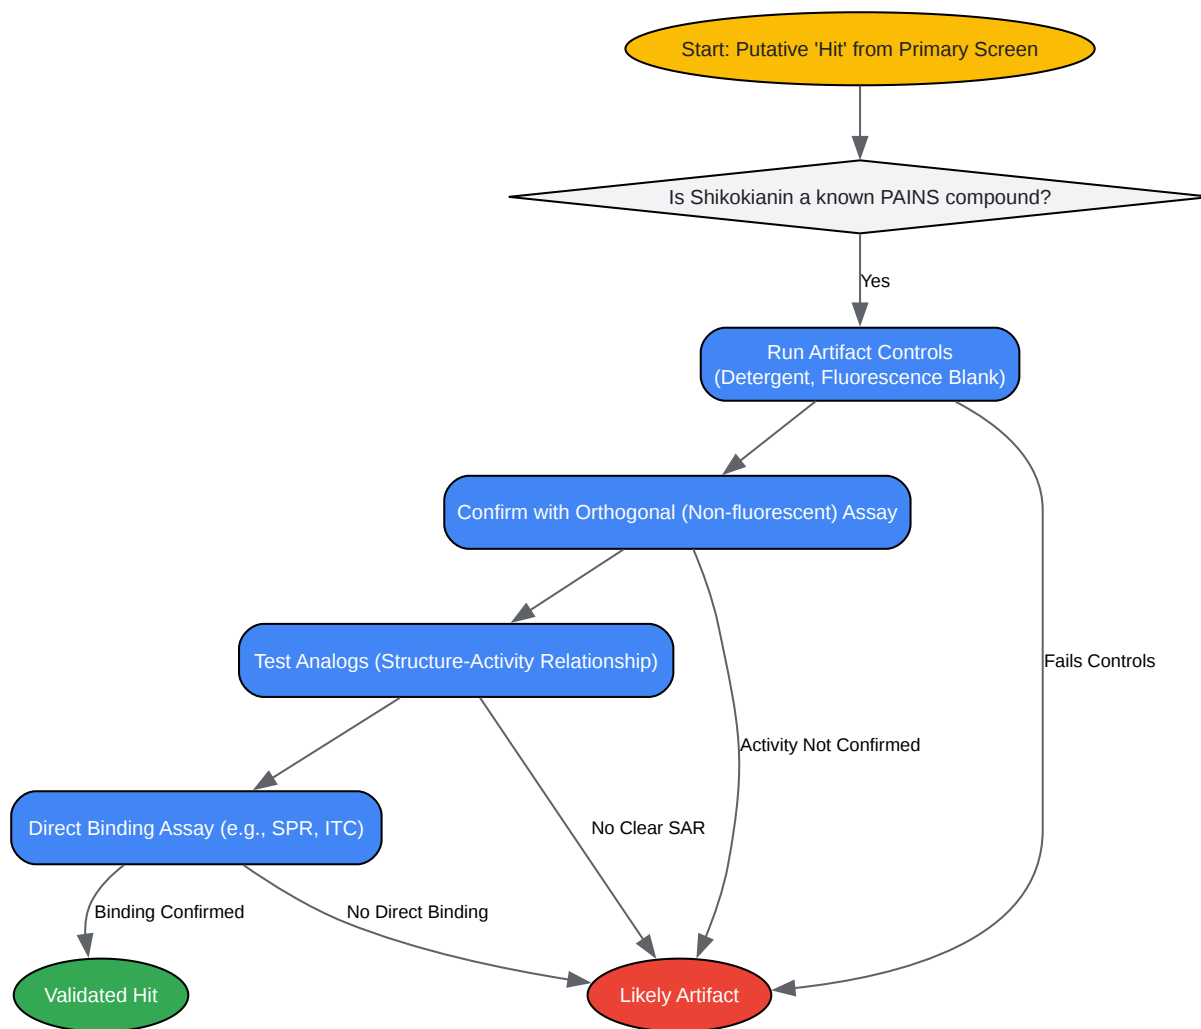 Start: Putative 'Hit' from Primary Screen
Is Shikokianin a known PAINS compound?
Yes
Run Artifact Controls
(Detergent, Fluorescence Blank)
Confirm with Orthogonal (Non-fluorescent) Assay
Test Analogs (Structure-Activity Relationship)
Fails Controls
Activity Not Confirmed
Direct Binding Assay (e.g., SPR, ITC)
No Clear SAR
Binding Confirmed
No Direct Binding
Validated Hit
Likely Artifact